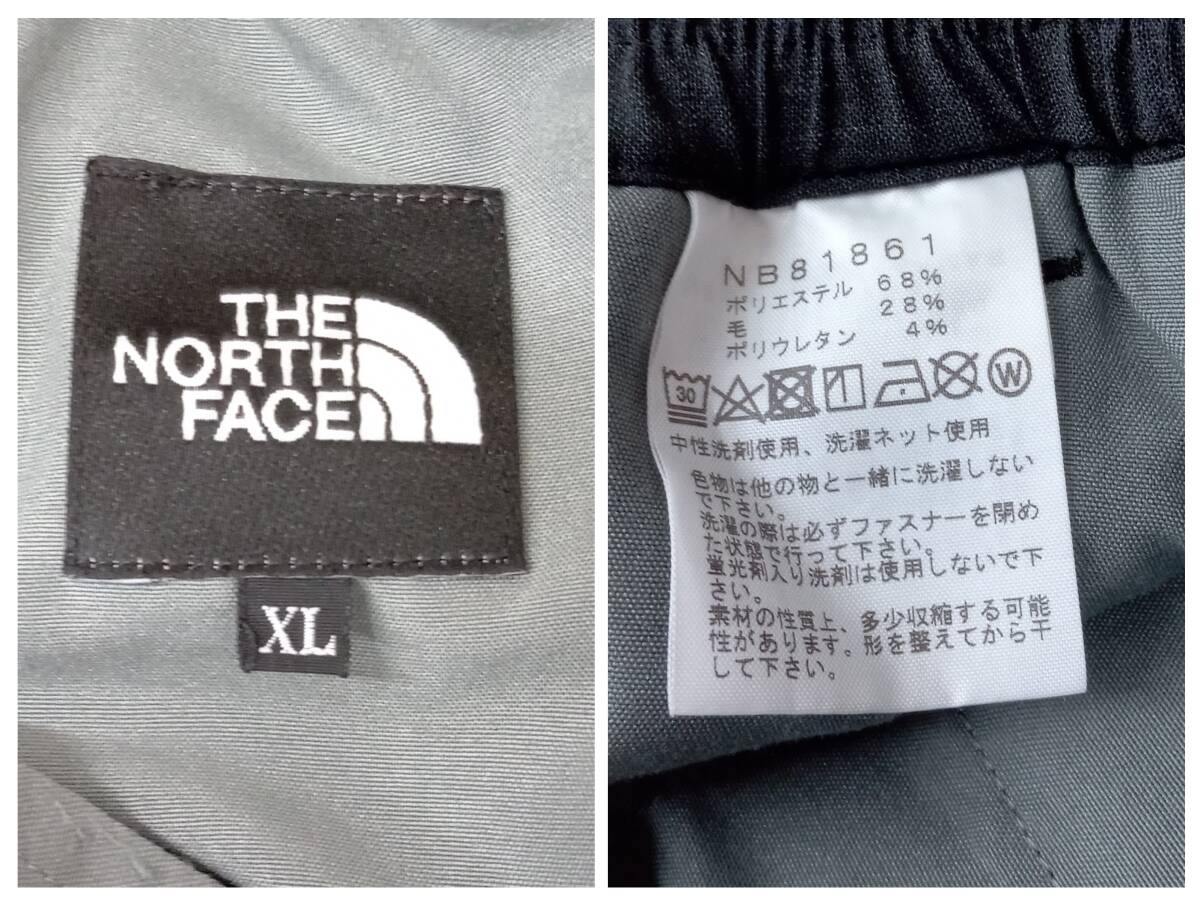 THE
NORTH
FACE
XL
NB81861
ポリエステル 68%
毛 28%
ポリウレタン 4%
30
W
中性洗剤使用、洗濯ネット使用
色物は他の物と一緒に洗濯しない
で下さい。
洗濯の際は必ずファスナーを閉め
た状態で行って下さい。
蛍光剤入り洗剤は使用しないで下
さい。
素材の性質上、多少収縮する可能
性があります。形を整えてから干
して下さい。